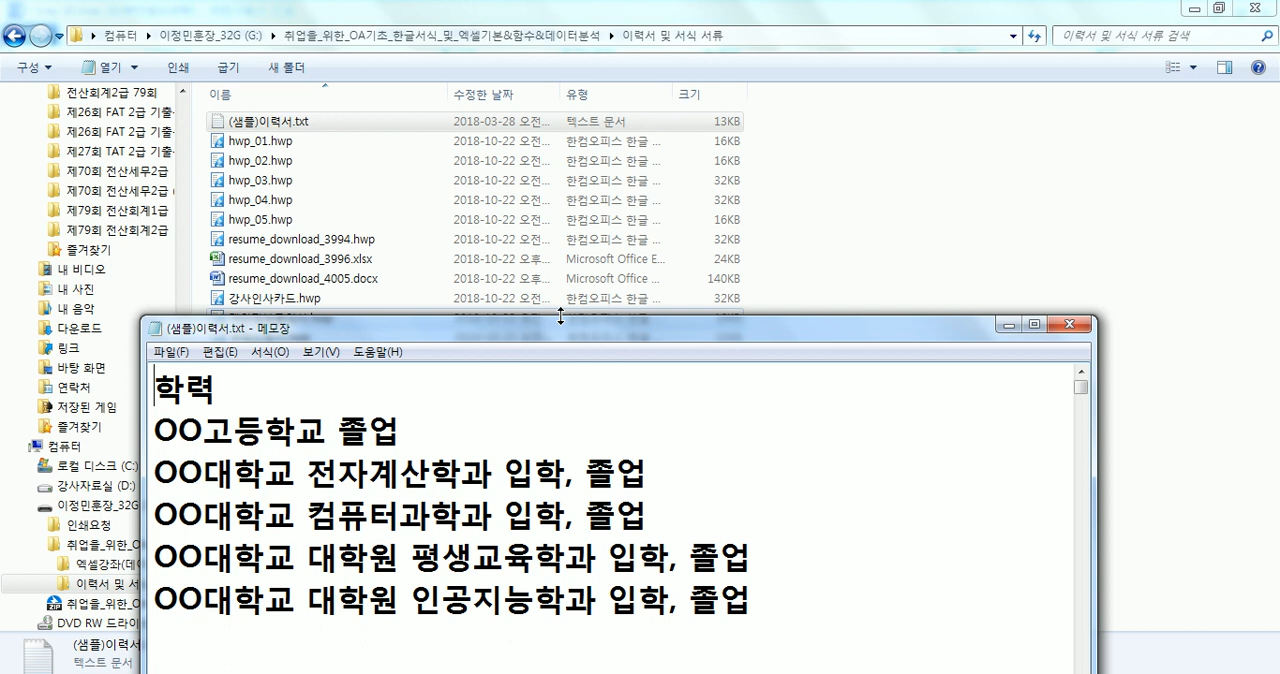 컴퓨터 ▸ 이정민훈장_32G (G:) ▸ 취업을_위한_OA기초_한글서식_및_엑셀기본&함수&데이터분석 ▸ 이력서 및 서식 서류
이력서 및 서식 서류 검색
구성 열기 인쇄 굽기 새 폴더
전산회계2급 79회
제26회 FAT 2급 기출
제26회 FAT 2급 기출
제27회 TAT 2급 기출
제70회 전산세무2급
제70회 전산세무2급
제79회 전산회계1급
제79회 전산회계2급
즐겨찾기
내 비디오
내 사진
내 음악
다운로드
링크
바탕 화면
연락처
저장된 게임
즐겨찾기
컴퓨터
로컬 디스크 (C:)
강사자료실 (D:)
이정민훈장_32G
인쇄요청
취업을_위한_O
엑셀강좌(데이
이력서 및 서
취업을_위한_O
DVD RW 드라이
이름 수정한 날짜 유형 크기
(샘플)이력서.txt 2018-03-28 오전... 텍스트 문서 13KB
hwp_01.hwp 2018-10-22 오전... 한컴오피스 한글 ... 16KB
hwp_02.hwp 2018-10-22 오전... 한컴오피스 한글 ... 16KB
hwp_03.hwp 2018-10-22 오전... 한컴오피스 한글 ... 32KB
hwp_04.hwp 2018-10-22 오전... 한컴오피스 한글 ... 32KB
hwp_05.hwp 2018-10-22 오전... 한컴오피스 한글 ... 16KB
resume_download_3994.hwp 2018-10-22 오전... 한컴오피스 한글 ... 32KB
resume_download_3996.xlsx 2018-10-22 오후... Microsoft Office E... 24KB
resume_download_4005.docx 2018-10-22 오후... Microsoft Office ... 140KB
강사인사카드.hwp 2018-10-22 오전... 한컴오피스 한글 ... 32KB
(샘플)이력서.txt - 메모장
파일(F) 편집(E) 서식(O) 보기(V) 도움말(H)
학력
OO고등학교 졸업
OO대학교 전자계산학과 입학, 졸업
OO대학교 컴퓨터과학과 입학, 졸업
OO대학교 대학원 평생교육학과 입학, 졸업
OO대학교 대학원 인공지능학과 입학, 졸업
(샘플)이력서
텍스트 문서